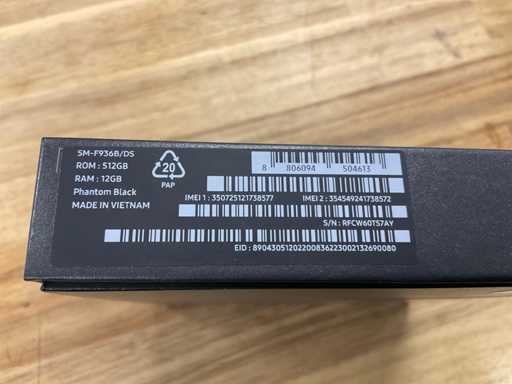 SM-F936B/DS
ROM : 512GB
RAM : 12GB
Phantom Black
MADE IN VIETNAM
20
PAP
8 806094 504613
IMEI 1 : 350725121738577
IMEI 2 : 354549241738572
S/N : RFCW60TS7AY
EID : 89043051202200836223002132690080